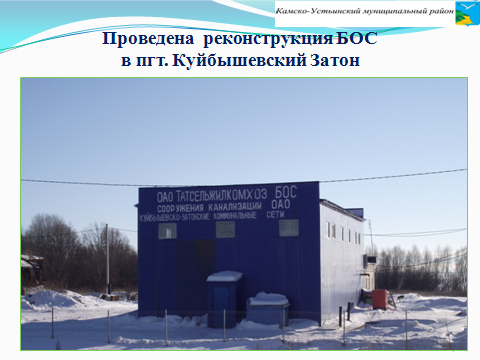 Камско-Устьинский муниципальный район
Проведена реконструкция БОС
в пгт. Куйбышевский Затон
ОАО ТАТСЕЛЬЖИЛКОМХОЗ БОС
СООРУЖЕНИЯ КАНАЛИЗАЦИИ ОАО
КУЙБЫШЕВСКО-ЗАТОНСКИЕ КОММУНАЛЬНЫЕ СЕТИ